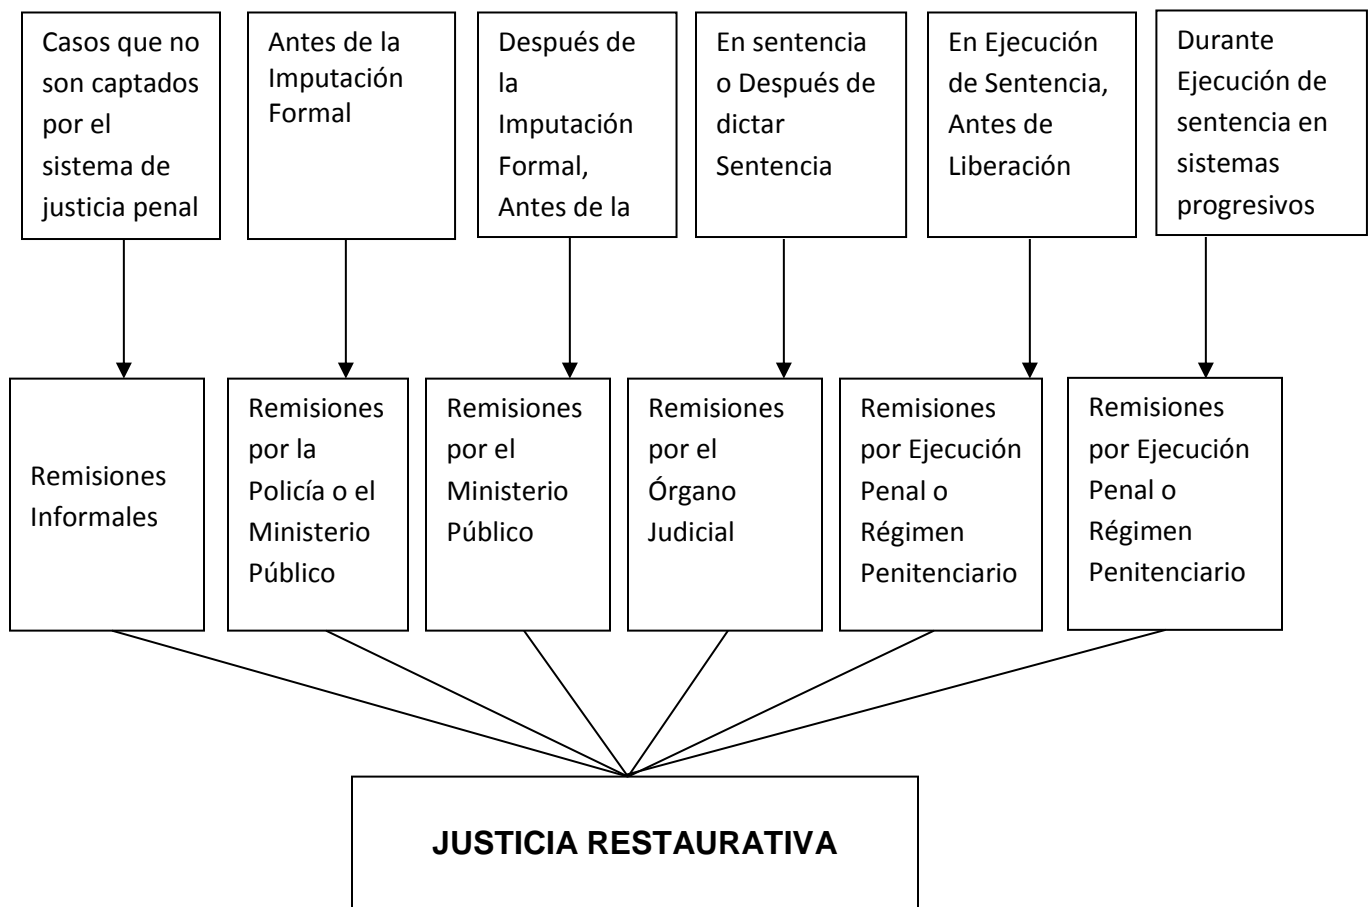 Casos que no
son captados
por el
sistema de
justicia penal
Antes de la
Imputación
Formal
Después de
la
Imputación
Formal,
Antes de la
En sentencia
o Después de
dictar
Sentencia
En Ejecución
de Sentencia,
Antes de
Liberación
Durante
Ejecución de
sentencia en
sistemas
progresivos
Remisiones
Informales
Remisiones
por la
Policía o el
Ministerio
Público
Remisiones
por el
Ministerio
Público
Remisiones
por el
Órgano
Judicial
Remisiones
por Ejecución
Penal o
Régimen
Penitenciario
Remisiones
por Ejecución
Penal o
Régimen
Penitenciario
JUSTICIA RESTAURATIVA